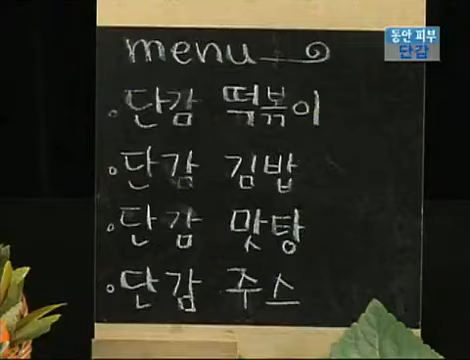 menu
동안 피부
단감
단감 떡볶이
단감 김밥
단감 맛탕
단감 주스